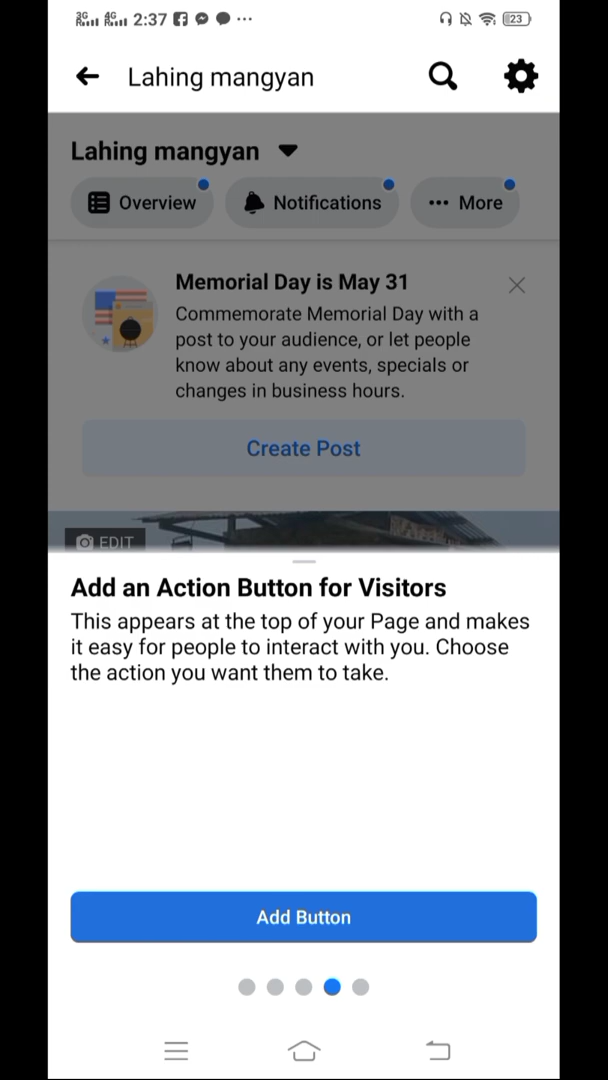 3G 4G 2:37 23
Lahing mangyan
Lahing mangyan
Overview Notifications More
Memorial Day is May 31
Commemorate Memorial Day with a
post to your audience, or let people
know about any events, specials or
changes in business hours.
Create Post
EDIT
Add an Action Button for Visitors
This appears at the top of your Page and makes
it easy for people to interact with you. Choose
the action you want them to take.
Add Button